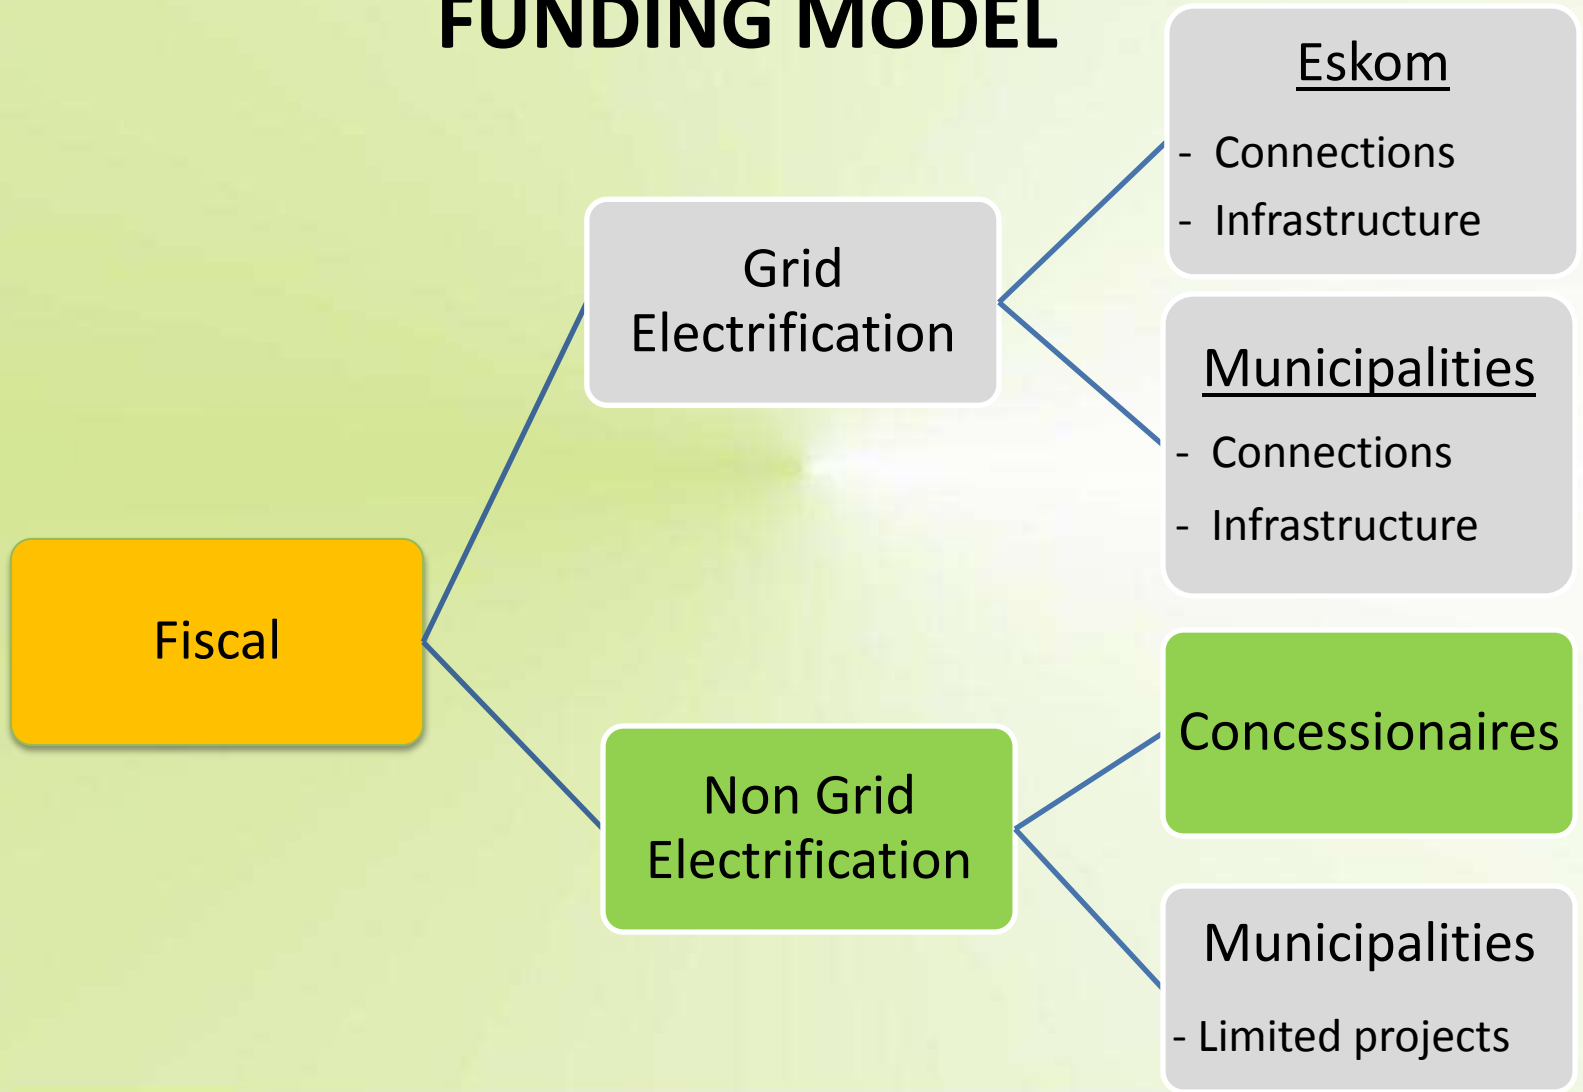 FUNDING MODEL
Fiscal
Grid
Electrification
Eskom
- Connections
- Infrastructure
Municipalities
- Connections
- Infrastructure
Non Grid
Electrification
Concessionaires
Municipalities
- Limited projects